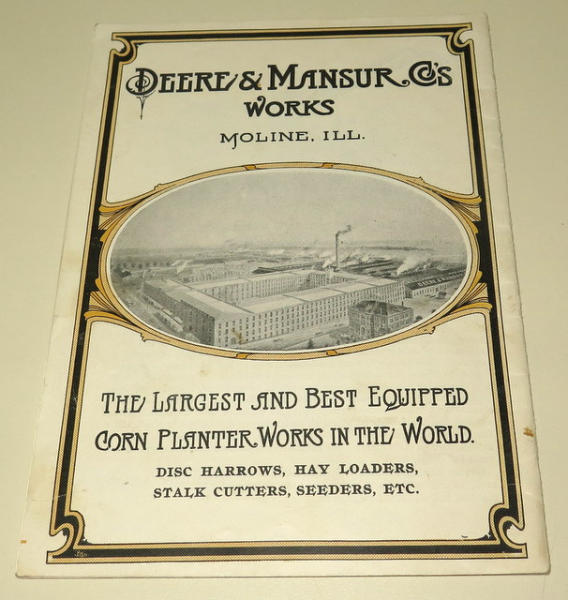 DEERE & MANSUR CO'S
WORKS
MOLINE, ILL.
THE LARGEST AND BEST EQUIPPED
CORN PLANTER WORKS IN THE WORLD.
DISC HARROWS, HAY LOADERS,
STALK CUTTERS, SEEDERS, ETC.